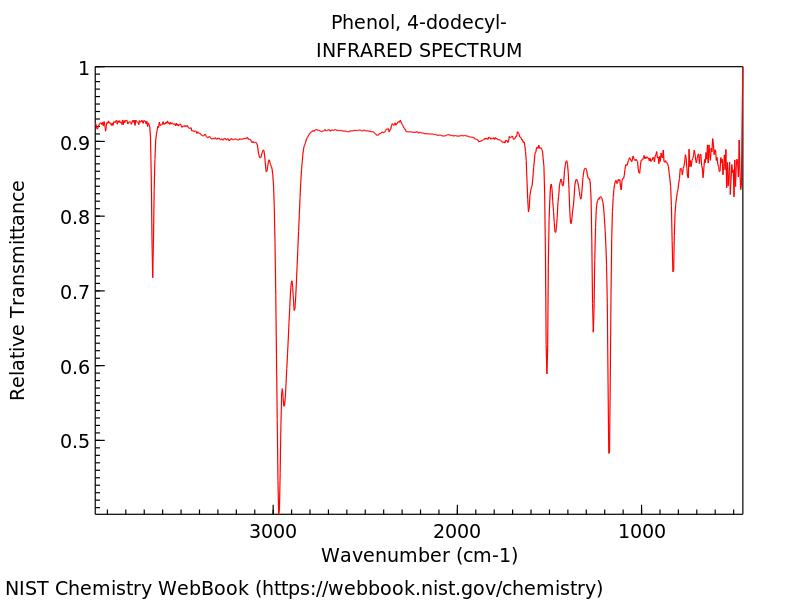 Phenol, 4-dodecyl-
INFRARED SPECTRUM
1
0.9
0.8
0.7
0.6
0.5
Relative Transmittance
3000 2000 1000
Wavenumber (cm-1)
NIST Chemistry WebBook (https://webbook.nist.gov/chemistry)